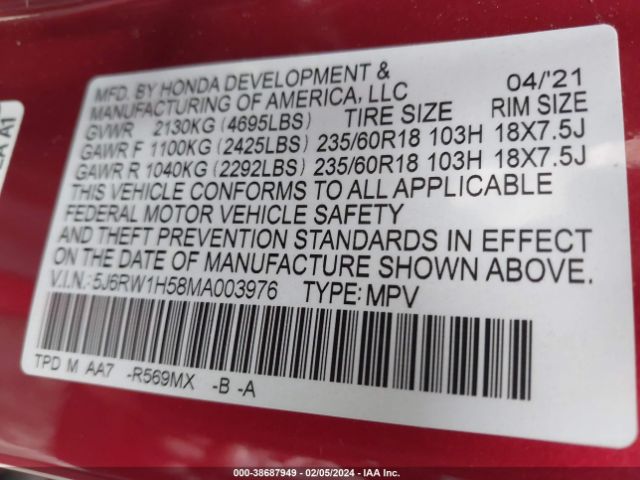 MFD. BY HONDA DEVELOPMENT &
MANUFACTURING OF AMERICA, LLC 04/'21
GVWR 2130KG (4695LBS) TIRE SIZE RIM SIZE
GAWR F 1100KG (2425LBS) 235/60R18 103H 18X7.5J
GAWR R 1040KG (2292LBS) 235/60R18 103H 18X7.5J
THIS VEHICLE CONFORMS TO ALL APPLICABLE
FEDERAL MOTOR VEHICLE SAFETY
AND THEFT PREVENTION STANDARDS IN EFFECT
ON THE DATE OF MANUFACTURE SHOWN ABOVE.
V.I.N.: 5J6RW1H58MA003976 TYPE: MPV
TPD M AA7 -R569MX -B -A
A1
000-38687949 - 02/05/2024 - IAA Inc.